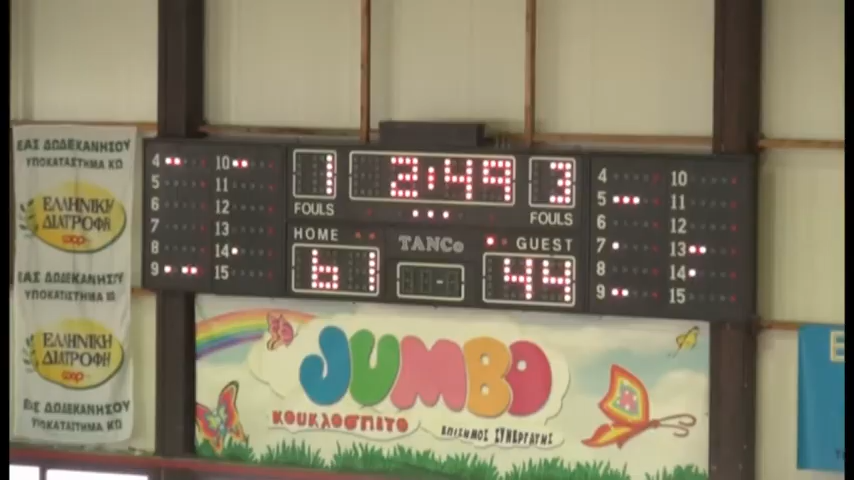 ΕΑΣ ΔΩΔΕΚΑΝΗΣΟΥ
ΥΠΟΚΑΤΑΣΤΗΜΑ ΚΩ
ΕΛΛΗΝΙΚΗ
ΔΙΑΤΡΟΦΗ
coop
ΕΑΣ ΔΩΔΕΚΑΝΗΣΟΥ
ΥΠΟΚΑΤΑΣΤΗΜΑ ΚΩ
ΕΛΛΗΝΙΚΗ
ΔΙΑΤΡΟΦΗ
coop
ΕΑΣ ΔΩΔΕΚΑΝΗΣΟΥ
ΥΠΟΚΑΤΑΣΤΗΜΑ ΚΩ
4 10
5 11
6 12
7 13
8 14
9 15
1 2:49 3
FOULS FOULS
HOME TANCo GUEST
61 44
4 10
5 11
6 12
7 13
8 14
9 15
JUMBO
ΚΟΥΚΛΟΣΠΙΤΟ
ΕΠΙΣΗΜΟΣ ΣΥΝΕΡΓΑΤΗΣ